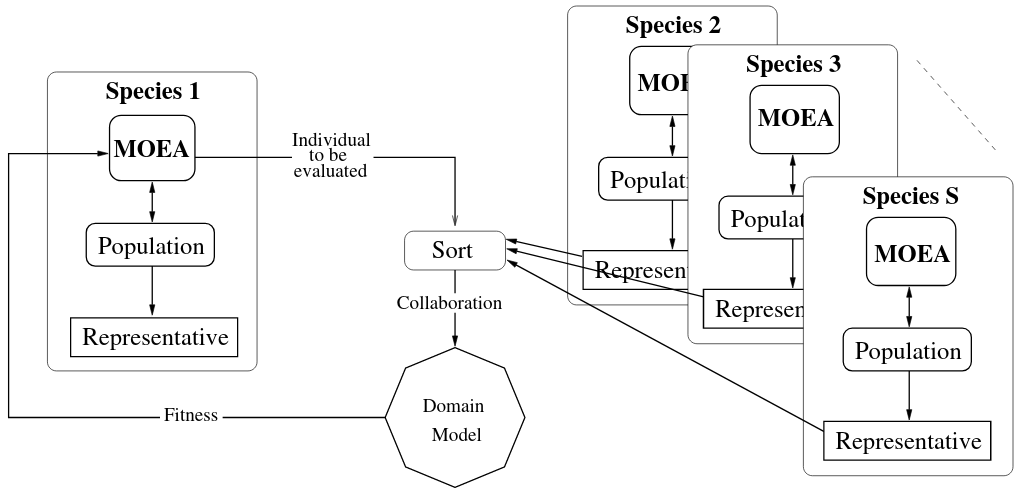 Species 1
MOEA
Population
Representative
Individual
to be
evaluated
Sort
Collaboration
Domain
Model
Fitness
Species 2
MOE
Populati
Represent
Species 3
MOEA
Populat
Represen
Species S
MOEA
Population
Representative